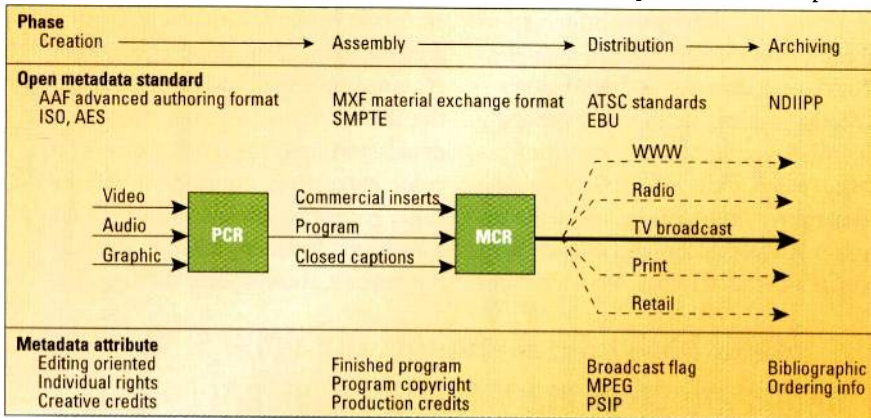 Phase
Creation Assembly Distribution Archiving
Open metadata standard
AAF advanced authoring format MXF material exchange format ATSC standards NDIIPP
ISO, AES SMPTE EBU
WWW
Video Commercial inserts Radio
Audio PCR Program MCR TV broadcast
Graphic Closed captions Print
Retail
Metadata attribute
Editing oriented Finished program Broadcast flag Bibliographic
Individual rights Program copyright MPEG Ordering info
Creative credits Production credits PSIP